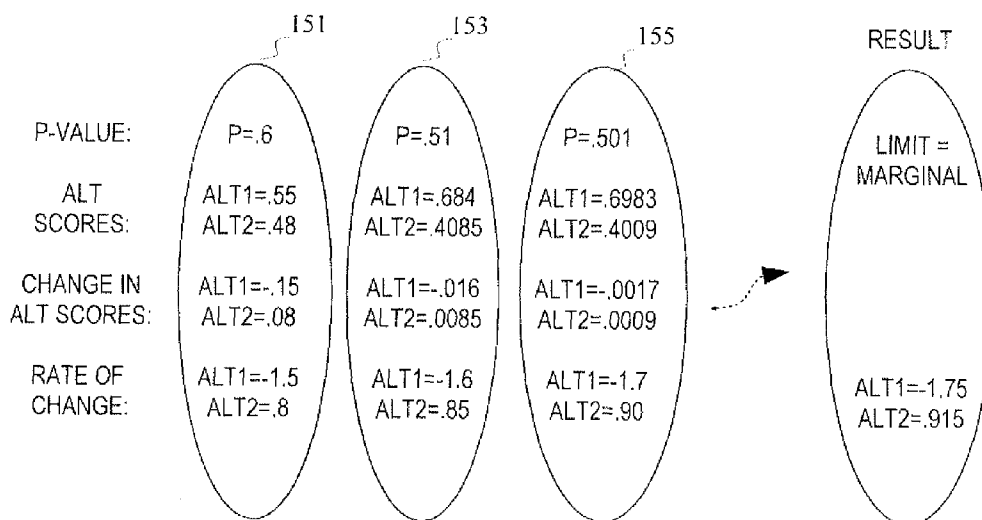 151
153
155
RESULT
P-VALUE: P=.6 P=.51 P=.501
LIMIT =
MARGINAL
ALT ALT1=.55 ALT1=.684 ALT1=.6983
SCORES: ALT2=.48 ALT2=.4085 ALT2=.4009
CHANGE IN ALT1=-.15 ALT1=-.016 ALT1=-.0017
ALT SCORES: ALT2=.08 ALT2=.0085 ALT2=.0009
RATE OF ALT1=-1.5 ALT1=-1.6 ALT1=-1.7 ALT1=-1.75
CHANGE: ALT2=.8 ALT2=.85 ALT2=.90 ALT2=.915